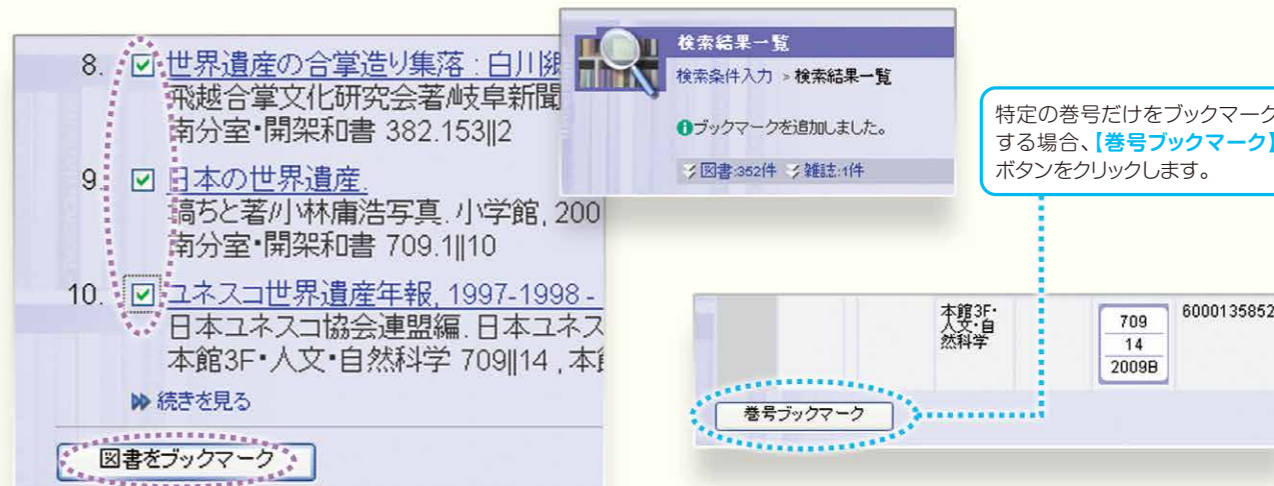 8. 世界遺産の合掌造り集落 : 白川郷
飛越合掌文化研究会著/岐阜新聞
南分室・開架和書 382.153||2
9. 日本の世界遺産.
縞ちと著//小林庸浩写真. 小学館, 200
南分室・開架和書 709.1||10
10. ユネスコ世界遺産年報, 1997-1998 -
日本ユネスコ協会連盟編. 日本ユネス
本館3F・人文・自然科学 709||14 , 本
続きを見る
図書をブックマーク
検索結果一覧
検索条件入力 > 検索結果一覧
ブックマークを追加しました。
図書:352件 雑誌:1件
特定の巻号だけをブックマーク
する場合、【巻号ブックマーク】
ボタンをクリックします。
本館3F・
人文・自
然科学
709
14
2009B
6000135852
巻号ブックマーク